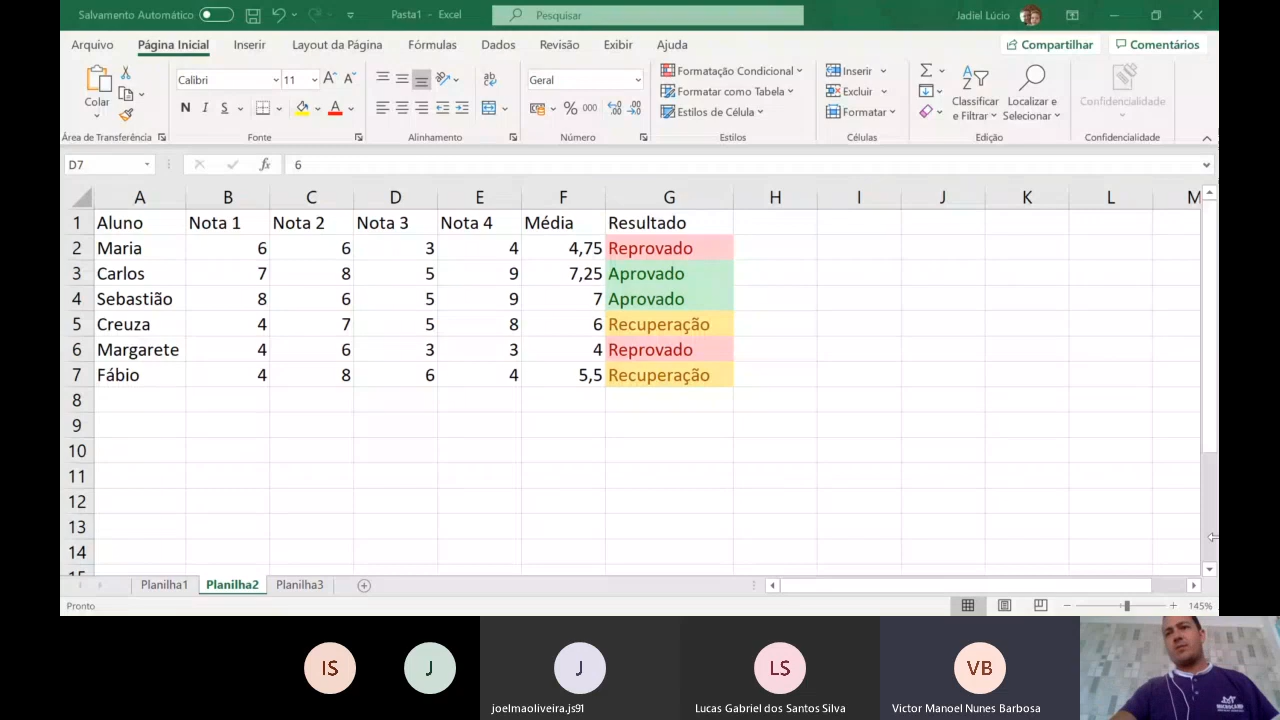 Salvamento Automático Pasta1 - Excel Pesquisar Jadiel Lúcio
Arquivo Página Inicial Inserir Layout da Página Fórmulas Dados Revisão Exibir Ajuda Compartilhar Comentários
Colar Calibri 11 A A Geral Formatação Condicional Inserir Σ Classificar e Filtrar Localizar e Selecionar Confidencialidade
Formatar como Tabela Excluir
N I S A % 000 Estilos de Célula Formatar
Área de Transferência Fonte Alinhamento Número Estilos Células Edição Confidencialidade
D7 fx 6
A B C D E F G H I J K L M
1 Aluno Nota 1 Nota 2 Nota 3 Nota 4 Média Resultado
2 Maria 6 6 3 4 4,75 Reprovado
3 Carlos 7 8 5 9 7,25 Aprovado
4 Sebastião 8 6 5 9 7 Aprovado
5 Creuza 4 7 5 8 6 Recuperação
6 Margarete 4 6 3 3 4 Reprovado
7 Fábio 4 8 6 4 5,5 Recuperação
8
9
10
11
12
13
14
15
Planilha1 Planilha2 Planilha3
Pronto 145%
IS J J LS VB
joelmaoliveira.js91 Lucas Gabriel dos Santos Silva Victor Manoel Nunes Barbosa